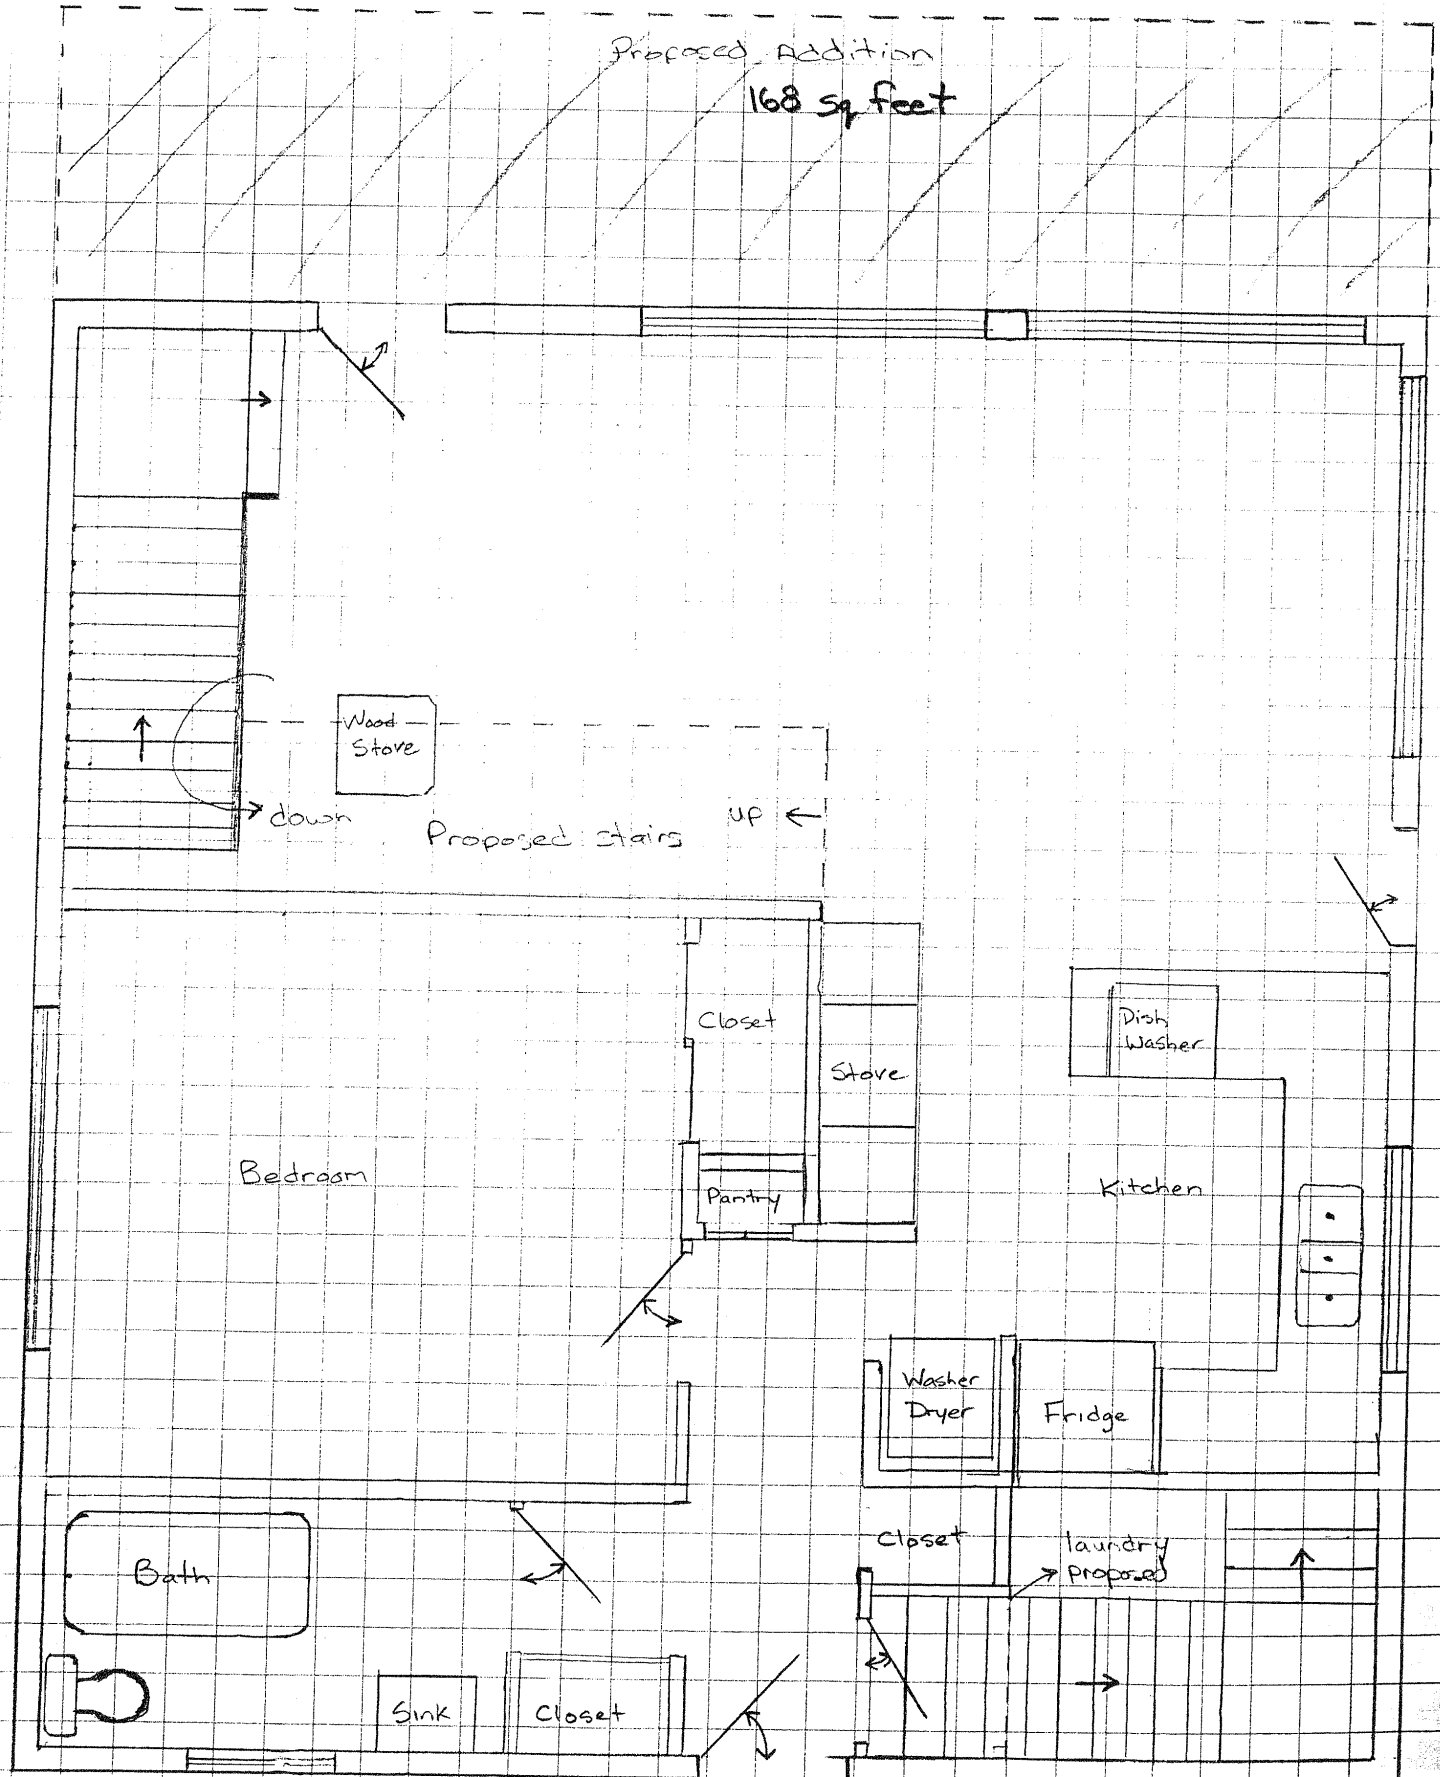 Proposed Addition
168 sq feet
Wood
Stove
down
Proposed stairs
up
Closet
Stove
Dish
Washer
Bedroom
Pantry
Kitchen
Washer
Dryer
Fridge
Closet
laundry
proposed
Bath
Sink
Closet